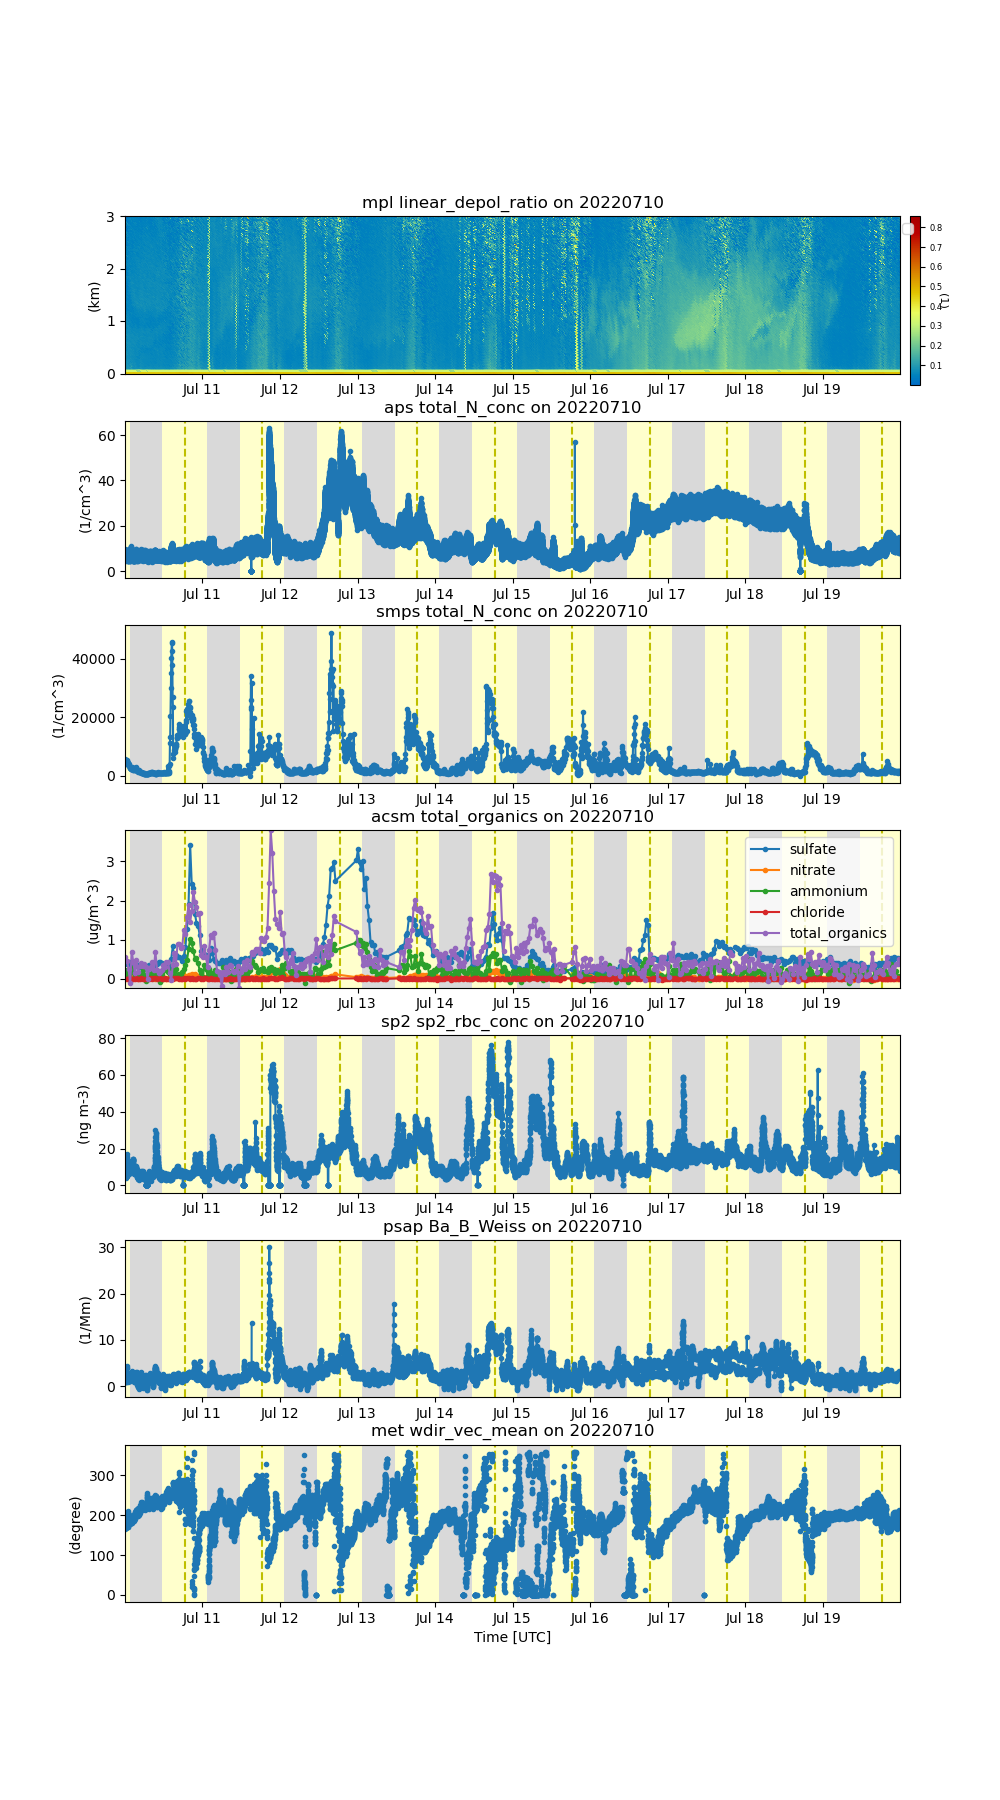 mpl linear_depol_ratio on 20220710
3
2
1
0
(km)
0.8
0.7
0.6
0.5
0.4
0.3
0.2
0.1
(1)
Jul 11 Jul 12 Jul 13 Jul 14 Jul 15 Jul 16 Jul 17 Jul 18 Jul 19
aps total_N_conc on 20220710
60
40
20
0
(1/cm^3)
Jul 11 Jul 12 Jul 13 Jul 14 Jul 15 Jul 16 Jul 17 Jul 18 Jul 19
smps total_N_conc on 20220710
40000
20000
0
(1/cm^3)
Jul 11 Jul 12 Jul 13 Jul 14 Jul 15 Jul 16 Jul 17 Jul 18 Jul 19
acsm total_organics on 20220710
3
2
1
0
(ug/m^3)
sulfate
nitrate
ammonium
chloride
total_organics
Jul 11 Jul 12 Jul 13 Jul 14 Jul 15 Jul 16 Jul 17 Jul 18 Jul 19
sp2 sp2_rbc_conc on 20220710
80
60
40
20
0
(ng m-3)
Jul 11 Jul 12 Jul 13 Jul 14 Jul 15 Jul 16 Jul 17 Jul 18 Jul 19
psap Ba_B_Weiss on 20220710
30
20
10
0
(1/Mm)
Jul 11 Jul 12 Jul 13 Jul 14 Jul 15 Jul 16 Jul 17 Jul 18 Jul 19
met wdir_vec_mean on 20220710
300
200
100
0
(degree)
Jul 11 Jul 12 Jul 13 Jul 14 Jul 15 Jul 16 Jul 17 Jul 18 Jul 19
Time [UTC]